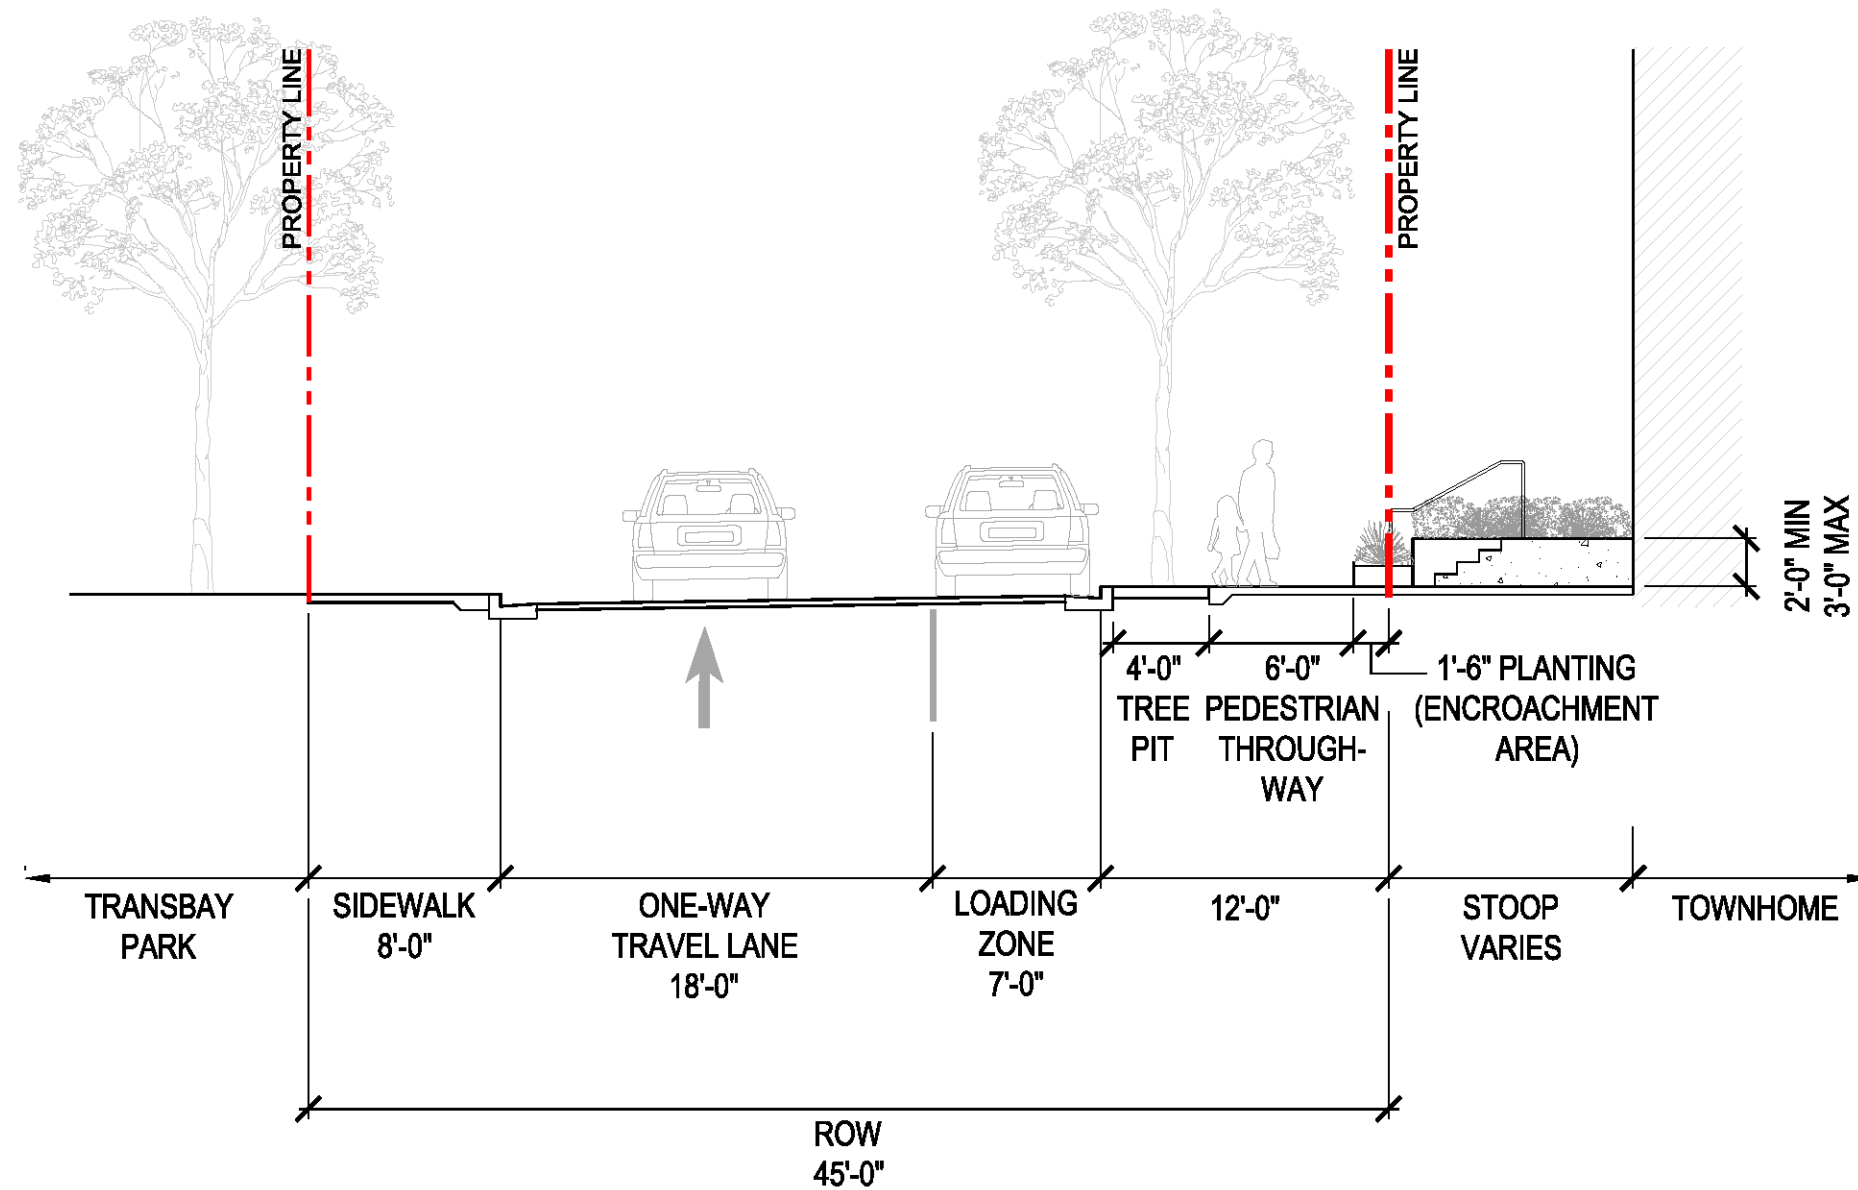 PROPERTY LINE
PROPERTY LINE
2'-0" MIN
3'-0" MAX
4'-0"
TREE
PIT
6'-0"
PEDESTRIAN
THROUGH-
WAY
1'-6" PLANTING
(ENCROACHMENT
AREA)
TRANSBAY
PARK
SIDEWALK
8'-0"
ONE-WAY
TRAVEL LANE
18'-0"
LOADING
ZONE
7'-0"
12'-0"
STOOP
VARIES
TOWNHOME
ROW
45'-0"